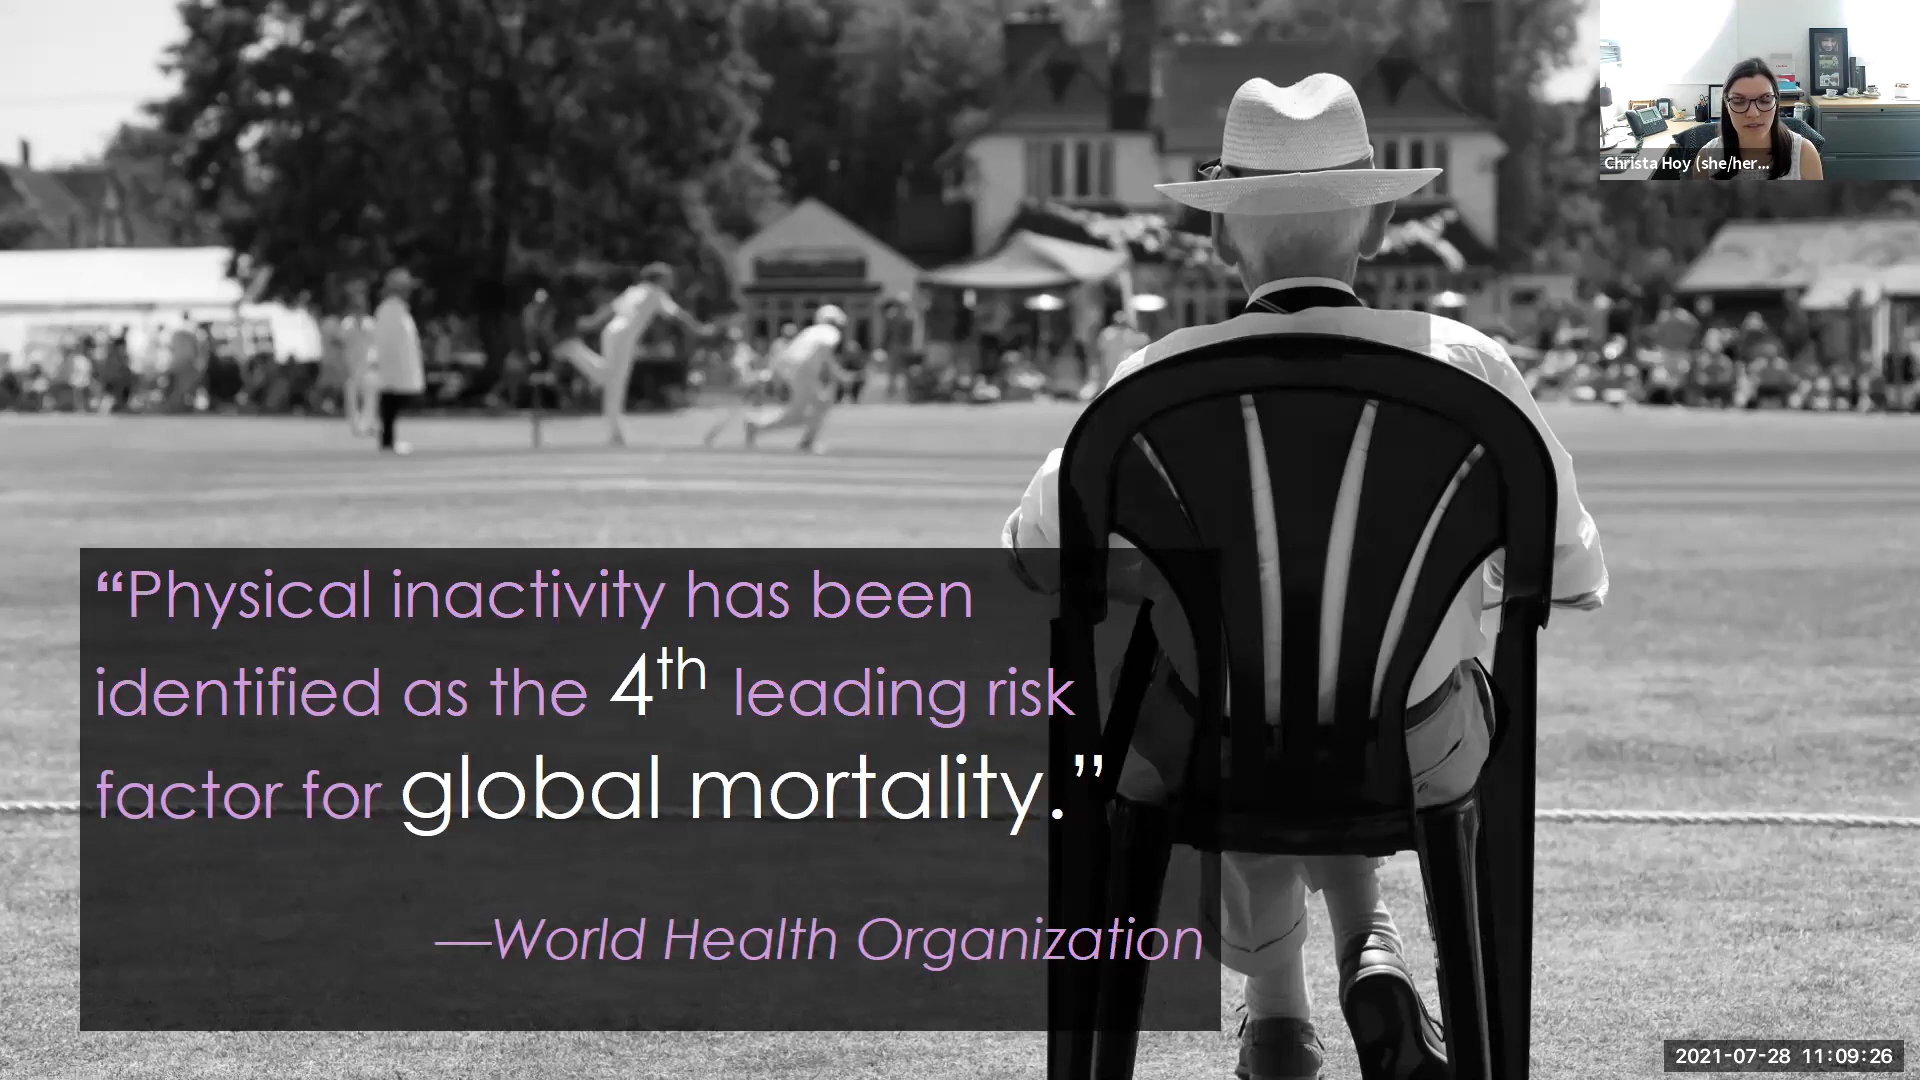 Christa Hoy (she/her...
“Physical inactivity has been
identified as the 4th leading risk
factor for global mortality.”
—World Health Organization
2021-07-28 11:09:26